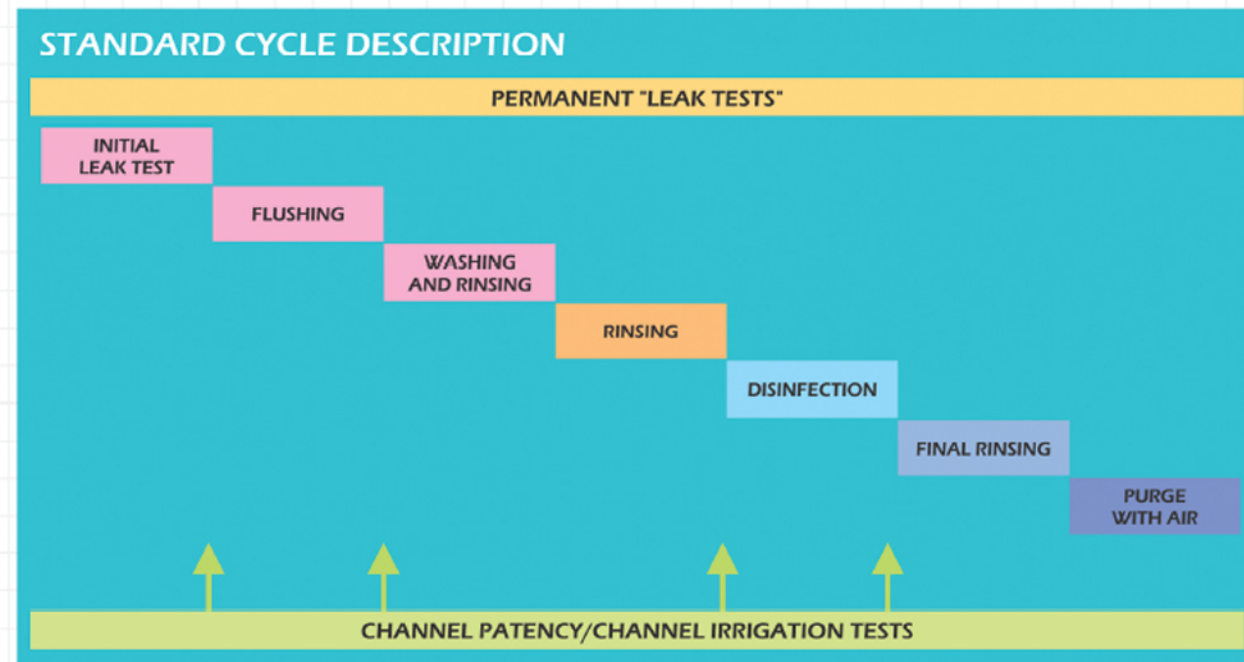 STANDARD CYCLE DESCRIPTION
PERMANENT "LEAK TESTS"
INITIAL
LEAK TEST
FLUSHING
WASHING
AND RINSING
RINSING
DISINFECTION
FINAL RINSING
PURGE
WITH AIR
CHANNEL PATENCY/CHANNEL IRRIGATION TESTS